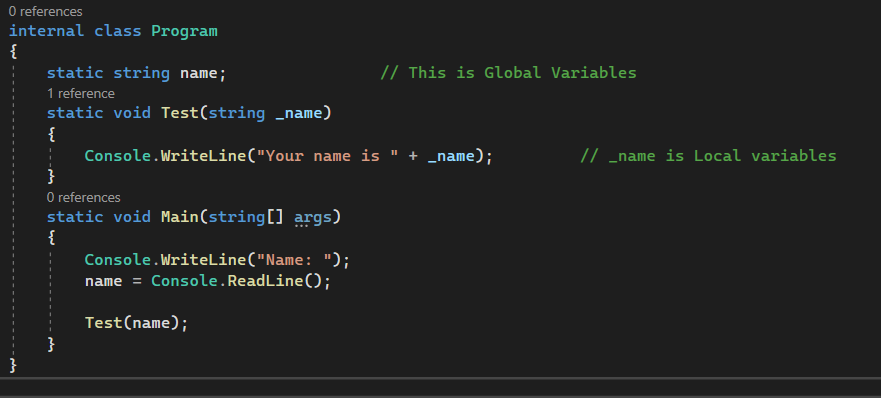 0 references
internal class Program
{
static string name; // This is Global Variables
1 reference
static void Test(string _name)
{
Console.WriteLine("Your name is " + _name); // _name is Local variables
}
0 references
static void Main(string[] args)
{
Console.WriteLine("Name: ");
name = Console.ReadLine();
Test(name);
}
}